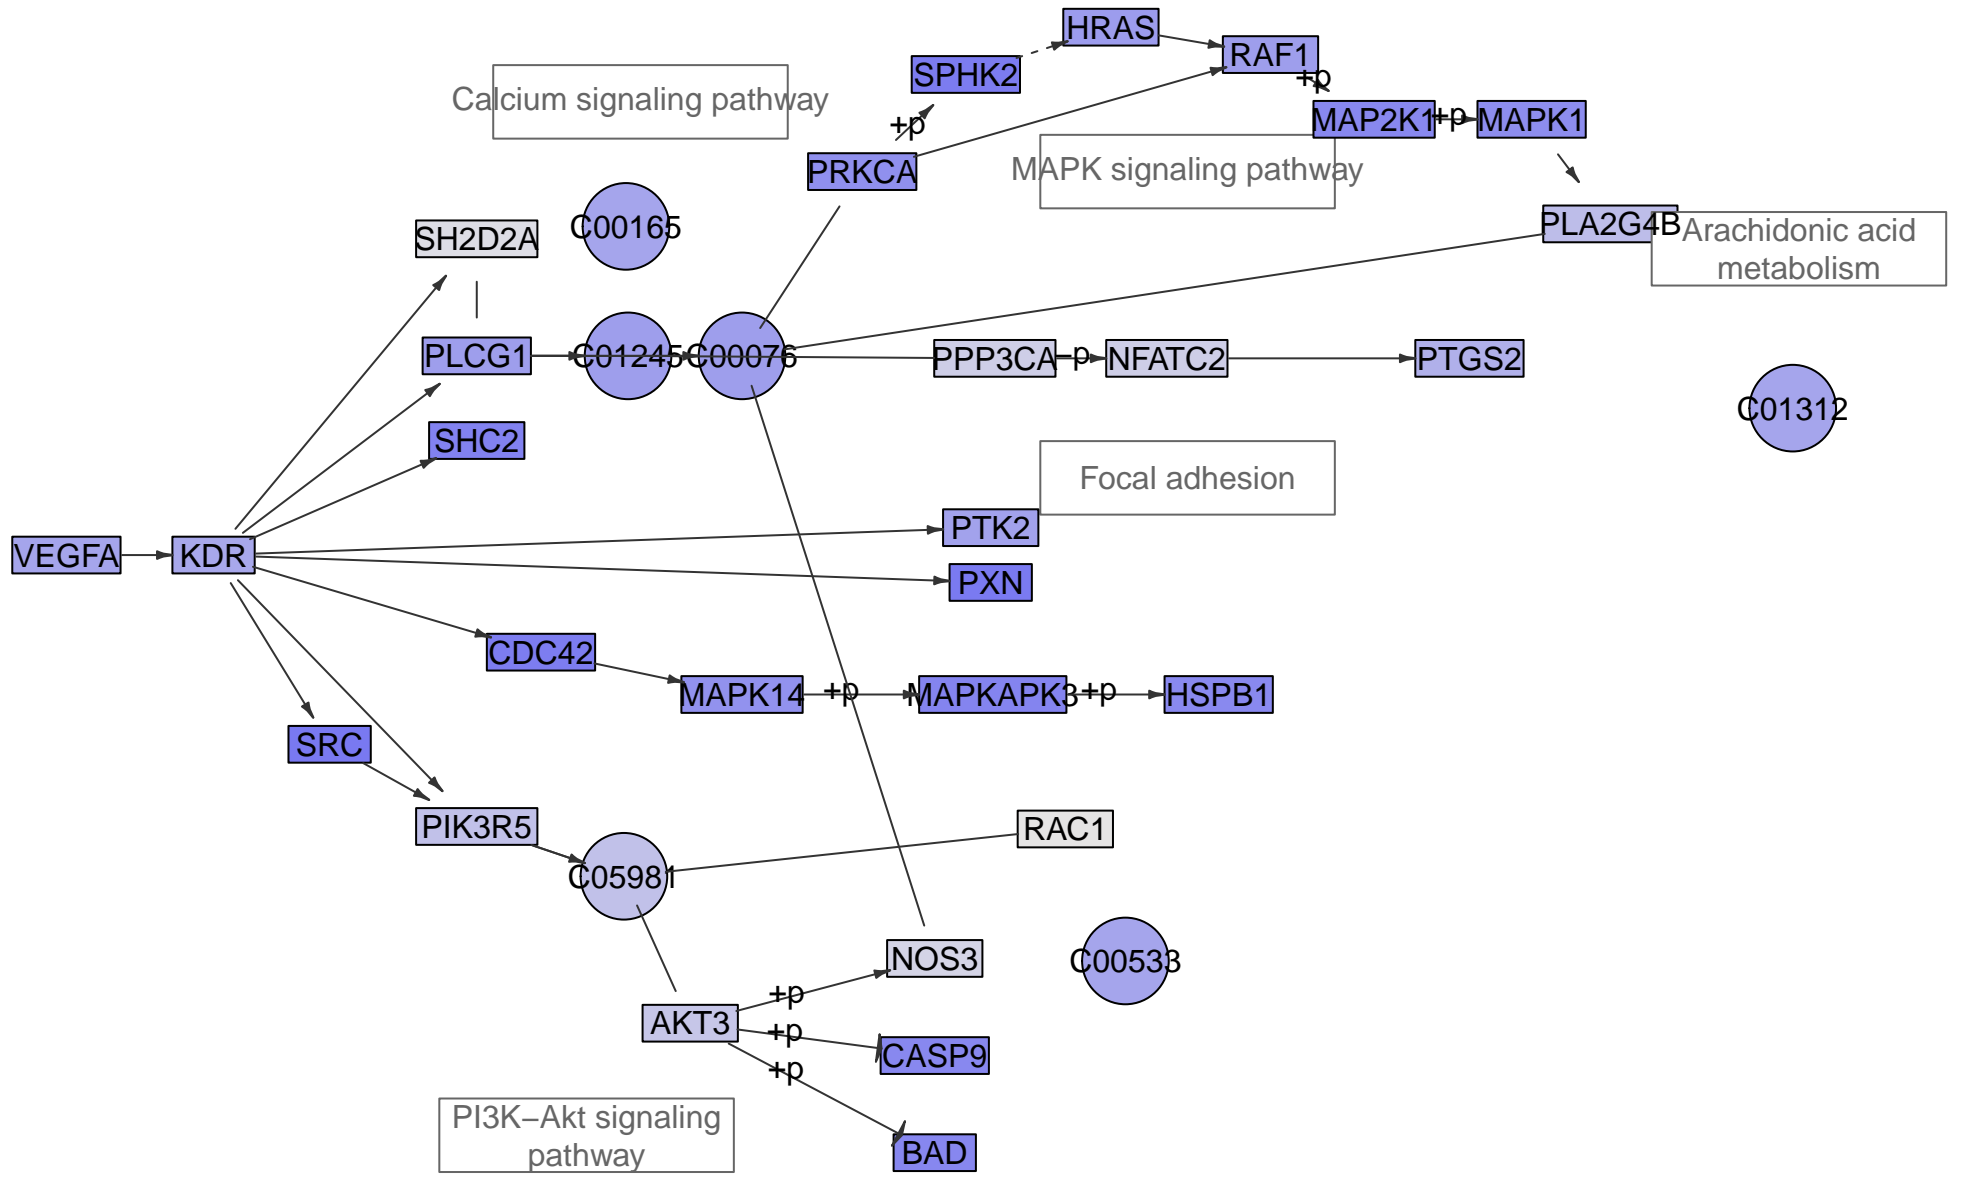 HRAS
RAF1
+p
SPHK2
Calcium signaling pathway
+p
MAP2K1
+p
MAPK1
PRKCA
MAPK signaling pathway
C00165
SH2D2A
PLA2G4B
Arachidonic acid
metabolism
PLCG1
C01245
C00076
PPP3CA
−p
NFATC2
PTGS2
C01312
SHC2
Focal adhesion
PTK2
VEGFA
KDR
PXN
CDC42
MAPK14
+p
MAPKAPK3
+p
HSPB1
SRC
PIK3R5
RAC1
C05981
NOS3
C00533
+p
AKT3
+p
CASP9
+p
PI3K−Akt signaling
pathway
BAD